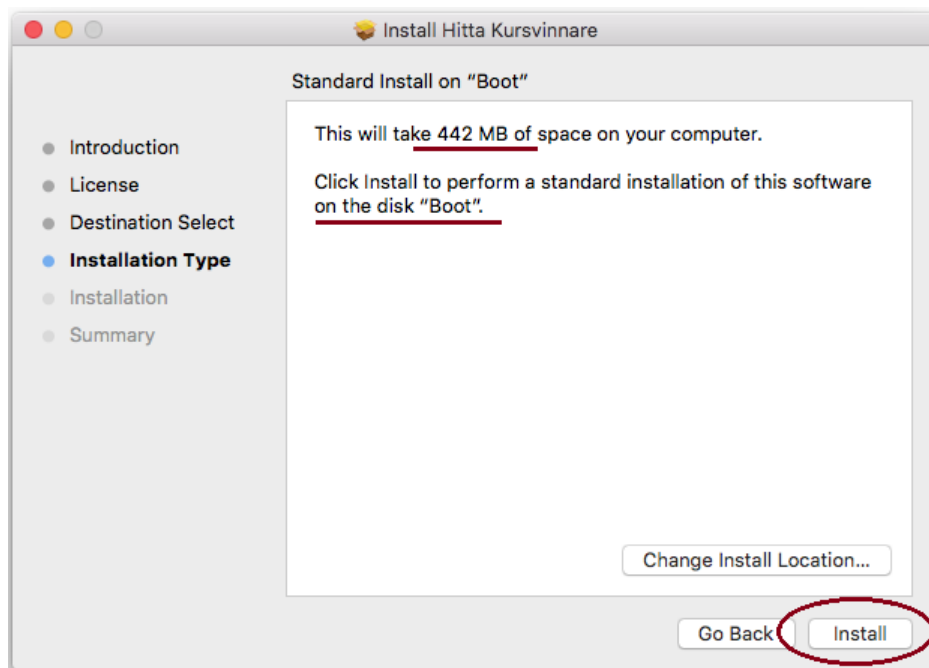 Install Hitta Kursvinnare
Standard Install on “Boot”
This will take 442 MB of space on your computer.
Click Install to perform a standard installation of this software
on the disk “Boot”.
Introduction
License
Destination Select
Installation Type
Installation
Summary
Change Install Location...
Go Back
Install